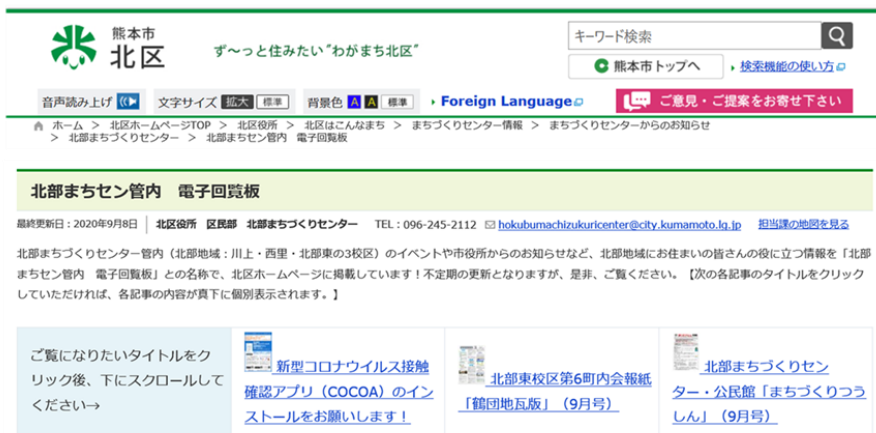 熊本市
北区
ず～っと住みたい"わがまち北区"
キーワード検索
熊本市トップへ
検索機能の使い方
音声読み上げ 文字サイズ 拡大 標準 背景色 A A 標準 Foreign Language ご意見・ご提案をお寄せ下さい
ホーム > 北区ホームページTOP > 北区役所 > 北区はこんなまち > まちづくりセンター情報 > まちづくりセンターからのお知らせ
> 北部まちづくりセンター > 北部まちセン管内 電子回覧板
北部まちセン管内 電子回覧板
最終更新日：2020年9月8日 北区役所 区民部 北部まちづくりセンター TEL：096-245-2112 hokubumachizukuricenter@city.kumamoto.lg.jp 担当課の地図を見る
北部まちづくりセンター管内（北部地域：川上・西里・北部東の3校区）のイベントや市役所からのお知らせなど、北部地域にお住まいの皆さんの役に立つ情報を「北部
まちセン管内 電子回覧板」との名称で、北区ホームページに掲載しています！不定期の更新となりますが、是非、ご覧ください。【次の各記事のタイトルをクリック
していただければ、各記事の内容が真下に個別表示されます。】
ご覧になりたいタイトルをク
リック後、下にスクロールして
ください→
新型コロナウイルス接触
確認アプリ（COCOA）のイン
ストールをお願いします！
北部東校区第6町内会報紙
「鶴団地瓦版」（9月号）
北部まちづくりセン
ター・公民館「まちづくりつう
しん」（9月号）